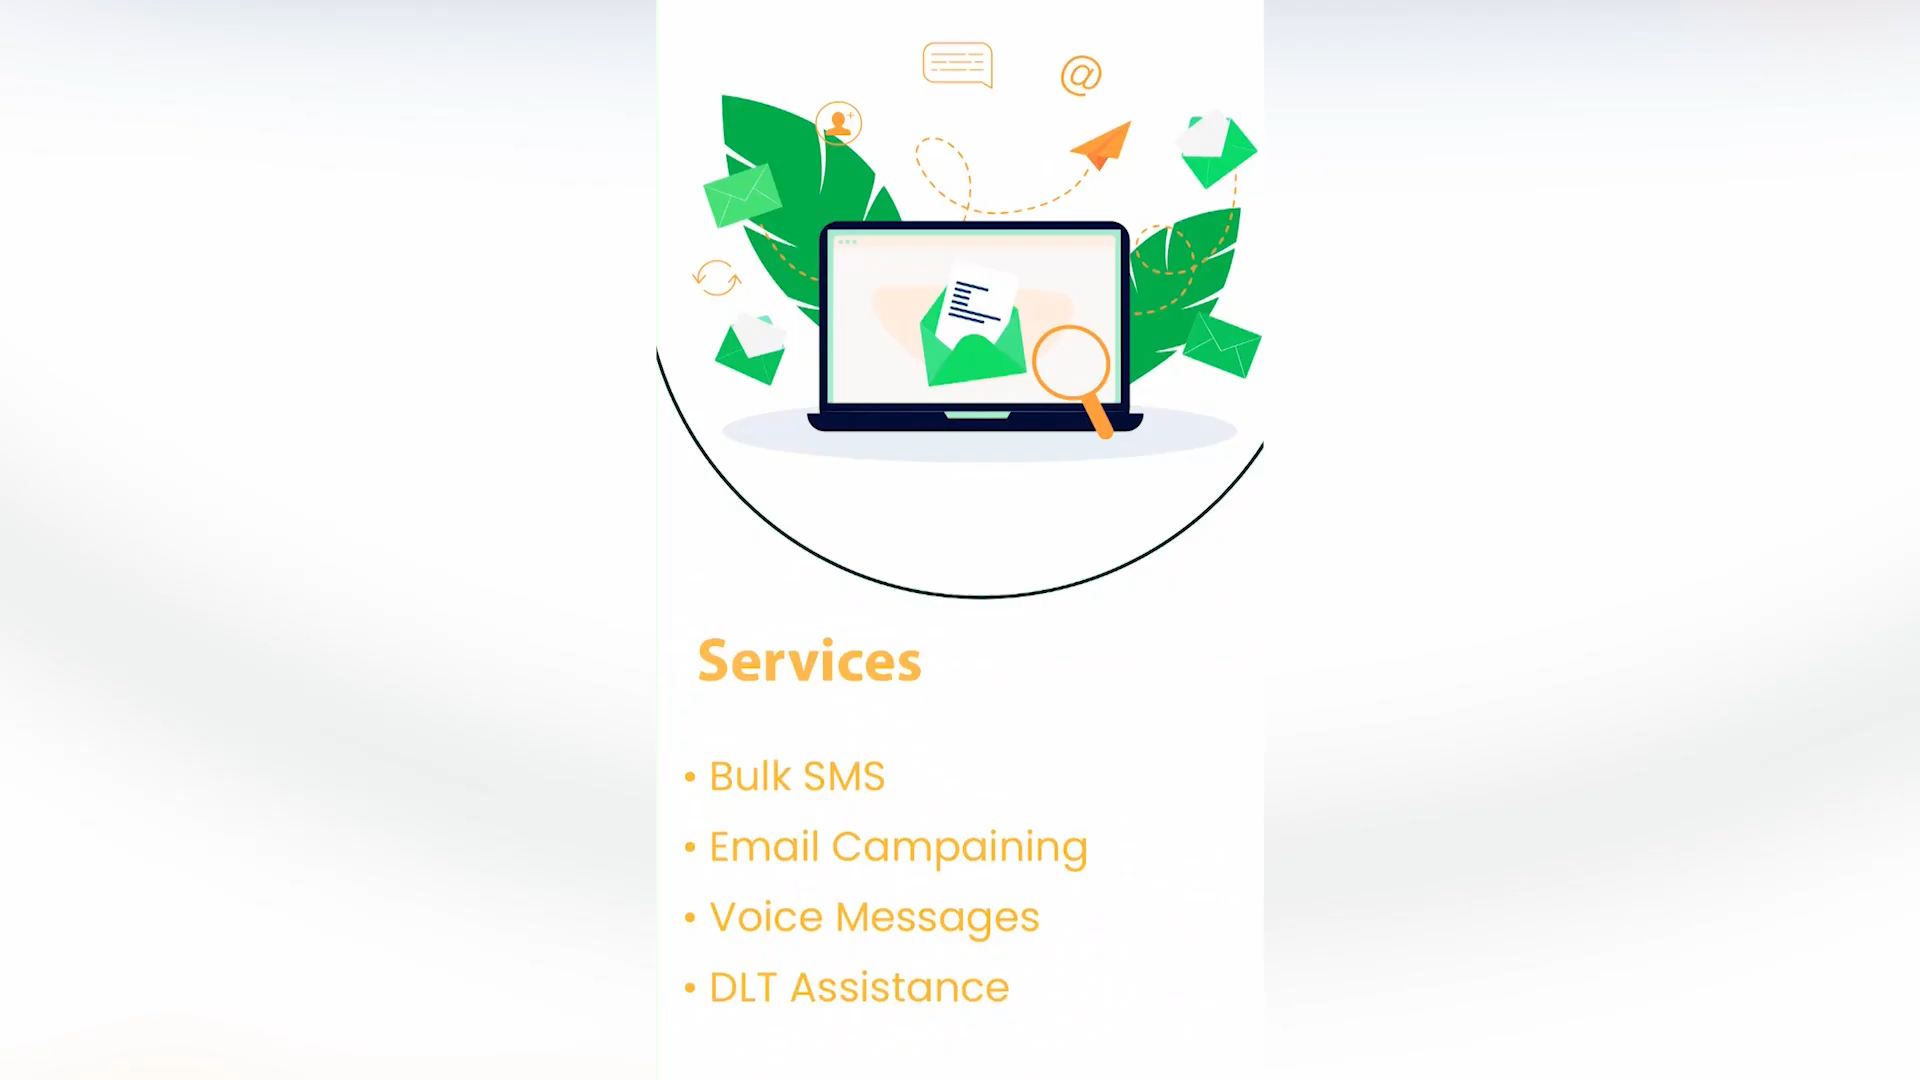 @
Services
• Bulk SMS
• Email Campaining
• Voice Messages
• DLT Assistance